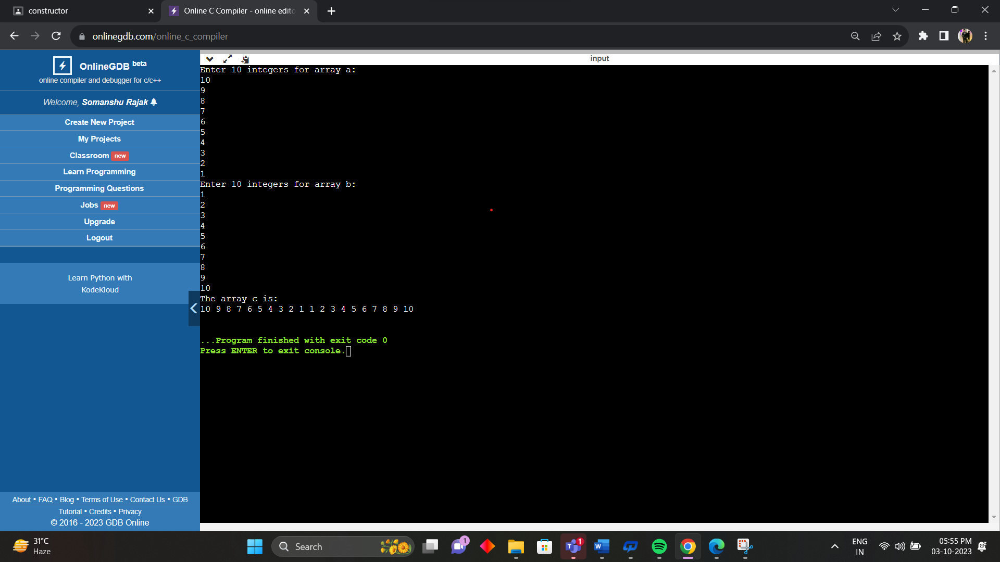 constructor
Online C Compiler - online edito
onlinegdb.com/online_c_compiler
OnlineGDB beta
online compiler and debugger for c/c++
Welcome, Somanshu Rajak
Create New Project
My Projects
Classroom new
Learn Programming
Programming Questions
Jobs new
Upgrade
Logout
Learn Python with
KodeKloud
About • FAQ • Blog • Terms of Use • Contact Us • GDB
Tutorial • Credits • Privacy
© 2016 - 2023 GDB Online
input
Enter 10 integers for array a:
10
9
8
7
6
5
4
3
2
1
Enter 10 integers for array b:
1
2
3
4
5
6
7
8
9
10
The array c is:
10 9 8 7 6 5 4 3 2 1 1 2 3 4 5 6 7 8 9 10
...Program finished with exit code 0
Press ENTER to exit console.
31°C
Haze
Search
1
1
ENG
IN
05:55 PM
03-10-2023